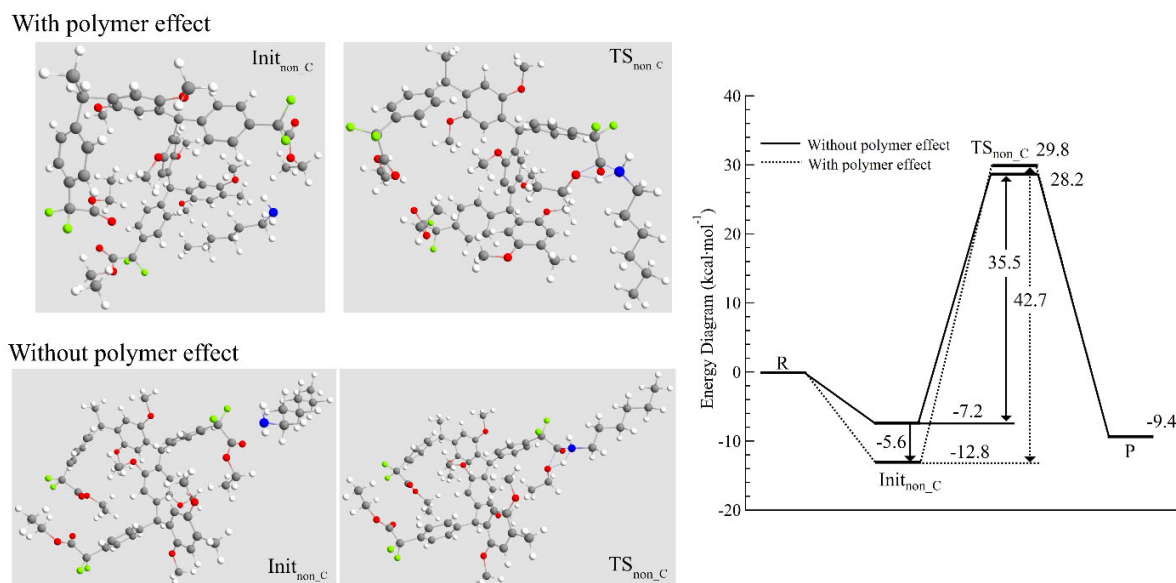 With polymer effect
Init non_C
TS non_C
Without polymer effect
Init non_C
TS non_C
Energy Diagram (kcal·mol-1)
40
30
20
10
0
-10
-20
Without polymer effect
With polymer effect
TS non_C
29.8
28.2
35.5
42.7
R
-7.2
-5.6
-12.8
Init non_C
P
-9.4